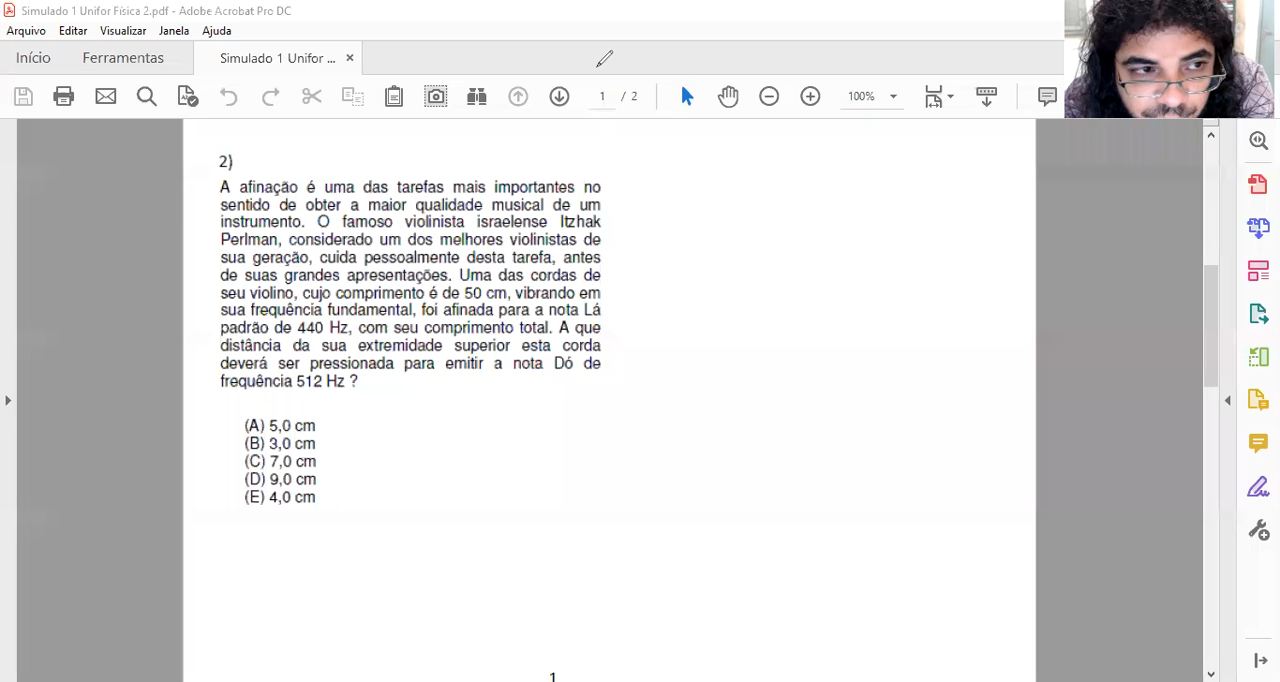 Simulado 1 Unifor Física 2.pdf - Adobe Acrobat Pro DC
Arquivo Editar Visualizar Janela Ajuda
Início Ferramentas Simulado 1 Unifor ... ×
1 / 2 100%
2)
A afinação é uma das tarefas mais importantes no
sentido de obter a maior qualidade musical de um
instrumento. O famoso violinista israelense Itzhak
Perlman, considerado um dos melhores violinistas de
sua geração, cuida pessoalmente desta tarefa, antes
de suas grandes apresentações. Uma das cordas de
seu violino, cujo comprimento é de 50 cm, vibrando em
sua frequência fundamental, foi afinada para a nota Lá
padrão de 440 Hz, com seu comprimento total. A que
distância da sua extremidade superior esta corda
deverá ser pressionada para emitir a nota Dó de
frequência 512 Hz ?
(A) 5,0 cm
(B) 3,0 cm
(C) 7,0 cm
(D) 9,0 cm
(E) 4,0 cm
1